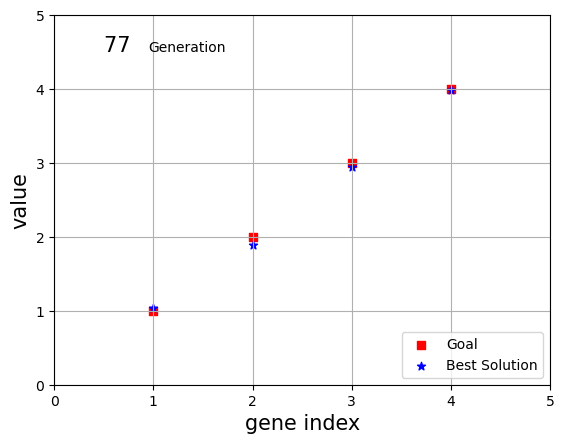 77 Generation
5
4
3
2
1
0
value
0 1 2 3 4 5
gene index
Goal
Best Solution